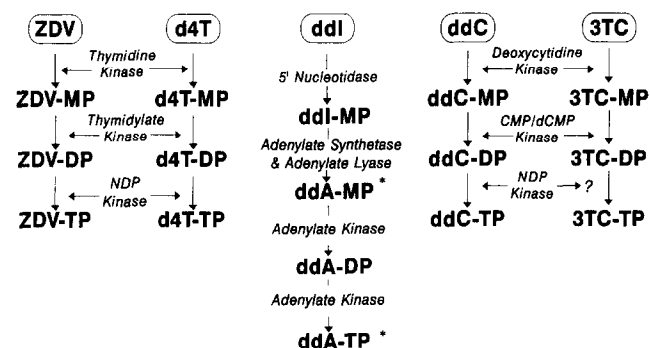 ZDV d4T ddI ddC 3TC
Thymidine Kinase Deoxycytidine Kinase
5' Nucleotidase
ZDV-MP d4T-MP ddI-MP ddC-MP 3TC-MP
Thymidylate Kinase Adenylate Synthetase & Adenylate Lyase CMP/dCMP Kinase
ZDV-DP d4T-DP ddC-DP 3TC-DP
NDP Kinase ddA-MP * NDP Kinase ?
ZDV-TP d4T-TP ddC-TP 3TC-TP
Adenylate Kinase
ddA-DP
Adenylate Kinase
ddA-TP *